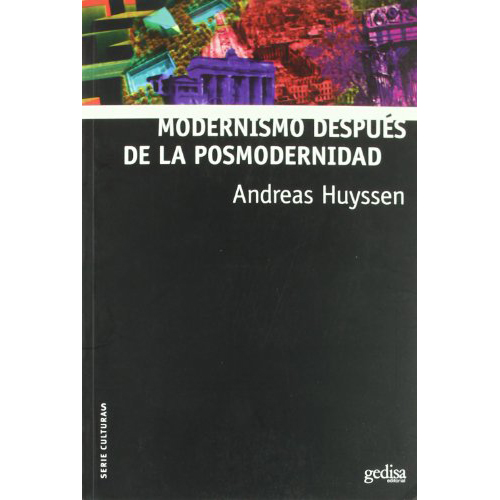 MODERNISMO DESPUÉS
DE LA POSMODERNIDAD
Andreas Huyssen
SERIE CULTURAS
gedisa
editorial